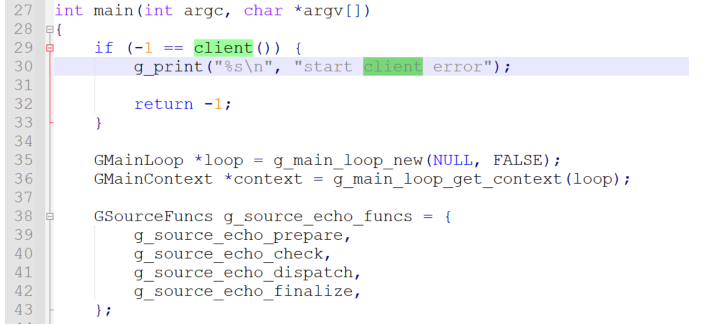 27 int main(int argc, char *argv[])
28 {
29     if (-1 == client()) {
30         g_print("%s\n", "start client error");
31
32         return -1;
33     }
34
35     GMainLoop *loop = g_main_loop_new(NULL, FALSE);
36     GMainContext *context = g_main_loop_get_context(loop);
37
38     GSourceFuncs g_source_echo_funcs = {
39         g_source_echo_prepare,
40         g_source_echo_check,
41         g_source_echo_dispatch,
42         g_source_echo_finalize,
43     };